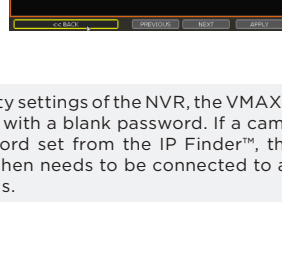 << BACK PREVIOUS NEXT APPLY
ty settings of the NVR, the VMAX
with a blank password. If a cam
ord set from the IP Finder™, th
hen needs to be connected to a
s.